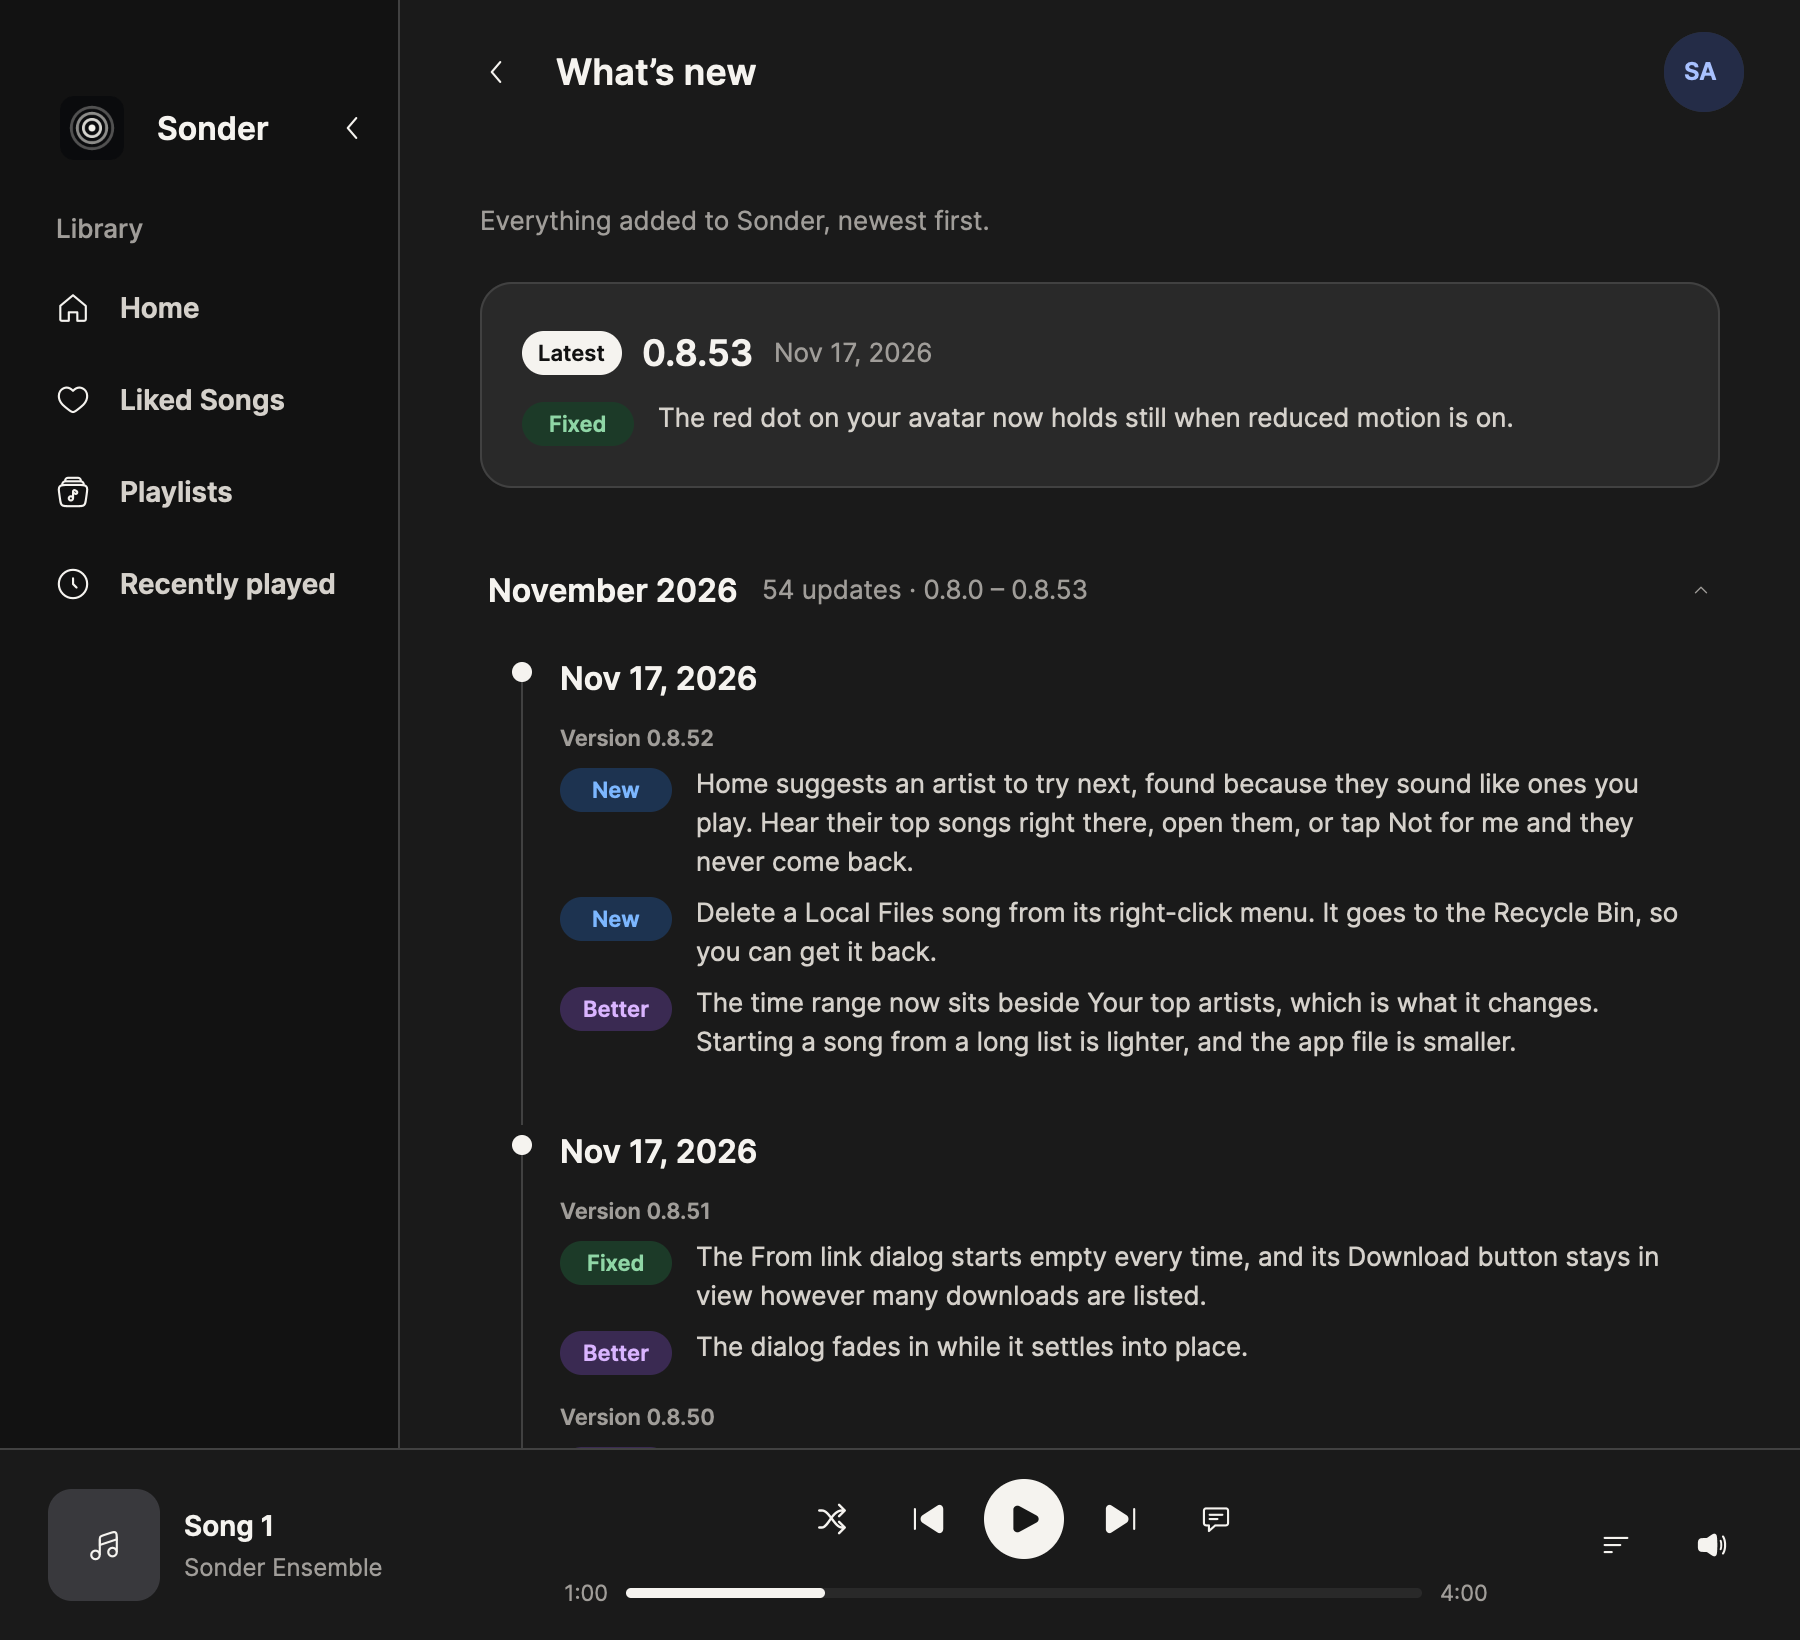 Sonder
Library
Home
Liked Songs
Playlists
Recently played
What’s new
SA
Everything added to Sonder, newest first.
Latest 0.8.53 Nov 17, 2026
Fixed The red dot on your avatar now holds still when reduced motion is on.
November 2026 54 updates · 0.8.0 – 0.8.53
Nov 17, 2026
Version 0.8.52
New Home suggests an artist to try next, found because they sound like ones you
play. Hear their top songs right there, open them, or tap Not for me and they
never come back.
New Delete a Local Files song from its right-click menu. It goes to the Recycle Bin, so
you can get it back.
Better The time range now sits beside Your top artists, which is what it changes.
Starting a song from a long list is lighter, and the app file is smaller.
Nov 17, 2026
Version 0.8.51
Fixed The From link dialog starts empty every time, and its Download button stays in
view however many downloads are listed.
Better The dialog fades in while it settles into place.
Version 0.8.50
Song 1
Sonder Ensemble
1:00
4:00